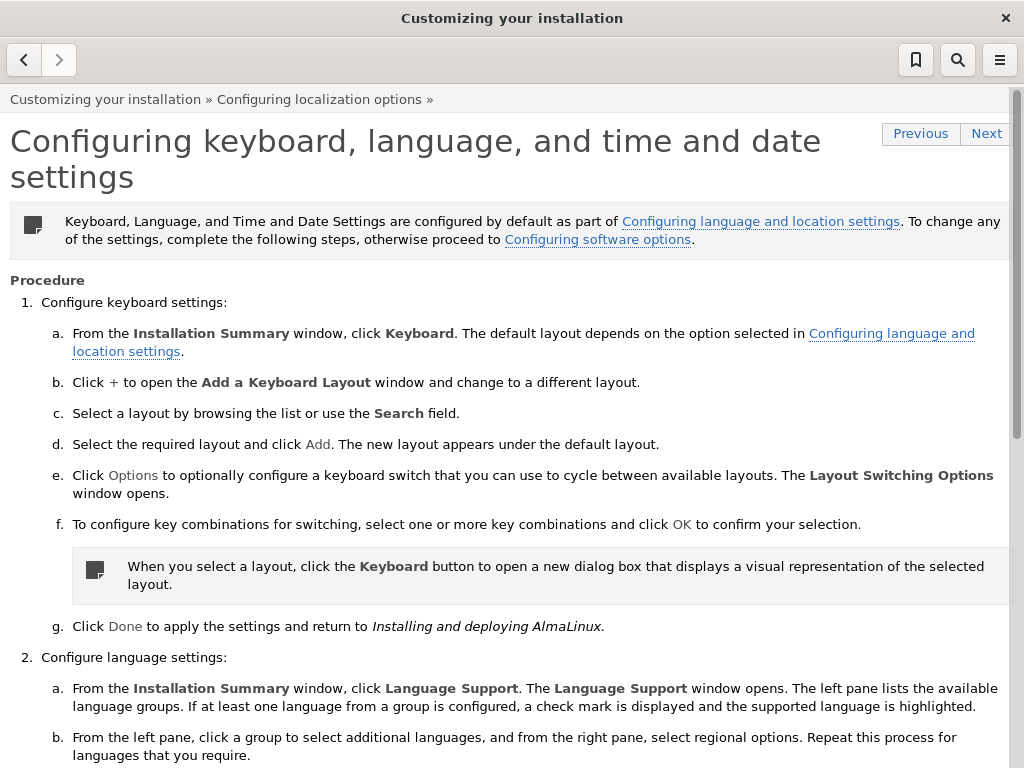 Customizing your installation
Customizing your installation » Configuring localization options »
Configuring keyboard, language, and time and date
settings
Previous
Next
Keyboard, Language, and Time and Date Settings are configured by default as part of Configuring language and location settings. To change any
of the settings, complete the following steps, otherwise proceed to Configuring software options.
Procedure
1. Configure keyboard settings:
a. From the Installation Summary window, click Keyboard. The default layout depends on the option selected in Configuring language and
location settings.
b. Click + to open the Add a Keyboard Layout window and change to a different layout.
c. Select a layout by browsing the list or use the Search field.
d. Select the required layout and click Add. The new layout appears under the default layout.
e. Click Options to optionally configure a keyboard switch that you can use to cycle between available layouts. The Layout Switching Options
window opens.
f. To configure key combinations for switching, select one or more key combinations and click OK to confirm your selection.
When you select a layout, click the Keyboard button to open a new dialog box that displays a visual representation of the selected
layout.
g. Click Done to apply the settings and return to Installing and deploying AlmaLinux.
2. Configure language settings:
a. From the Installation Summary window, click Language Support. The Language Support window opens. The left pane lists the available
language groups. If at least one language from a group is configured, a check mark is displayed and the supported language is highlighted.
b. From the left pane, click a group to select additional languages, and from the right pane, select regional options. Repeat this process for
languages that you require.